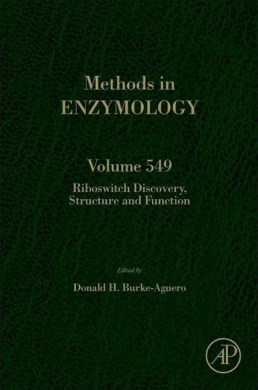 Methods in
ENZYMOLOGY
Volume 549
Riboswitch Discovery,
Structure and Function
Edited by
Donald H. Burke-Aguero
AP